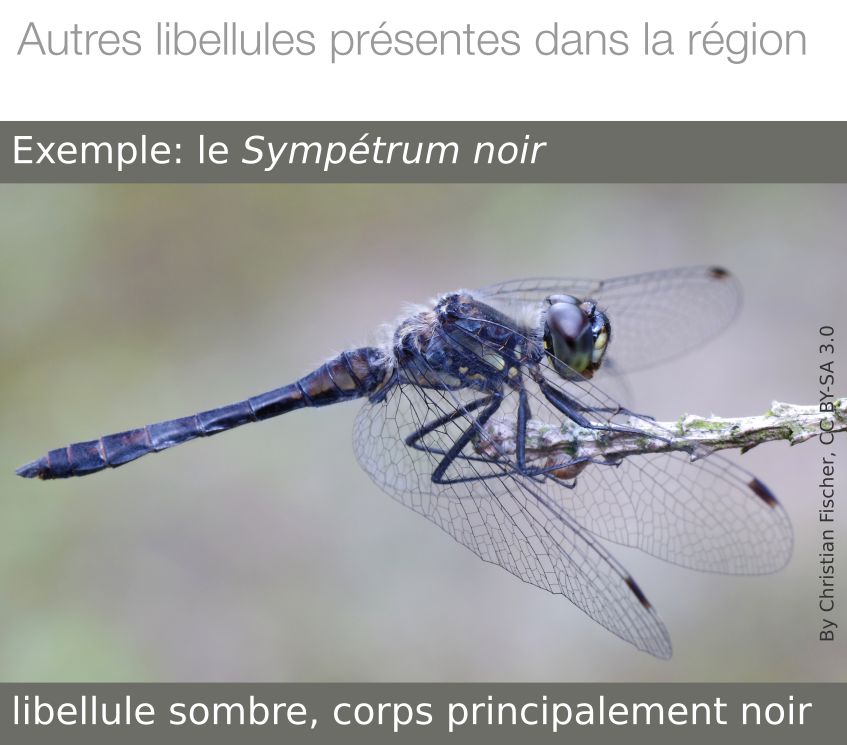 Autres libellules présentes dans la région
Exemple: le Sympétrum noir
By Christian Fischer, CC BY-SA 3.0
libellule sombre, corps principalement noir